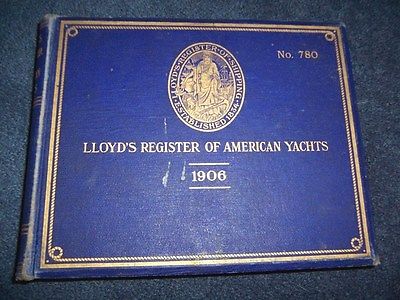 LLOYD'S REGISTER OF SHIPPING
ESTABLISHED 1834
No. 780
LLOYD'S REGISTER OF AMERICAN YACHTS
1906